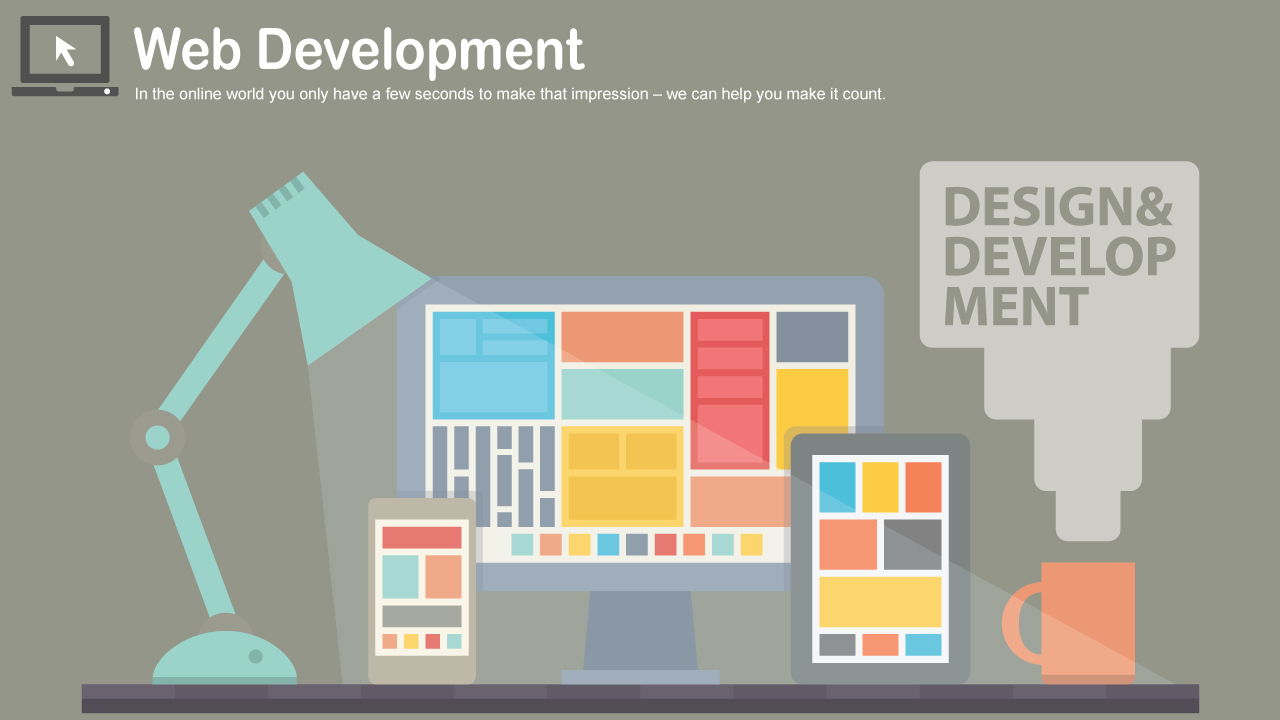 Web Development
In the online world you only have a few seconds to make that impression – we can help you make it count.
DESIGN&
DEVELOP
MENT